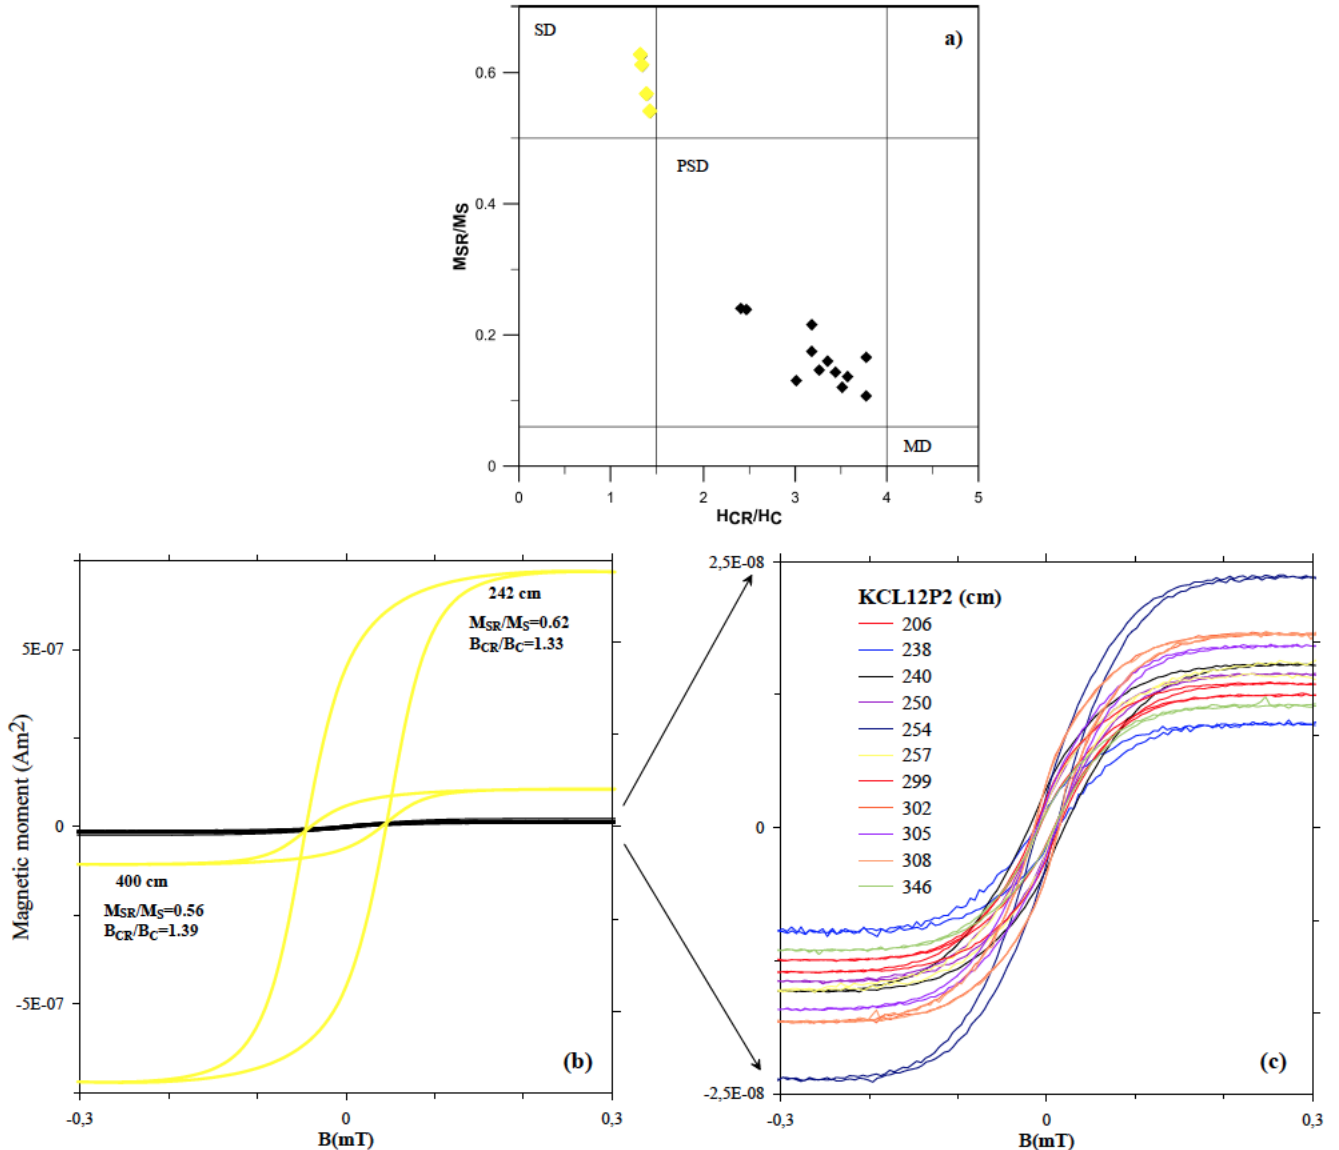 SD
a)
0.6
PSD
0.4
MSR/MS
0.2
MD
0
0 1 2 3 4 5
HCR/HC
242 cm
MSR/MS=0.62
BCR/BC=1.33
5E-07
0
Magnetic moment (Am2)
400 cm
MSR/MS=0.56
BCR/BC=1.39
-5E-07
(b)
-0,3 0 0,3
B(mT)
2,5E-08
KCL12P2 (cm)
206
238
240
250
254
257
299
302
305
308
346
0
(c)
-2,5E-08
-0,3 0 0,3
B(mT)